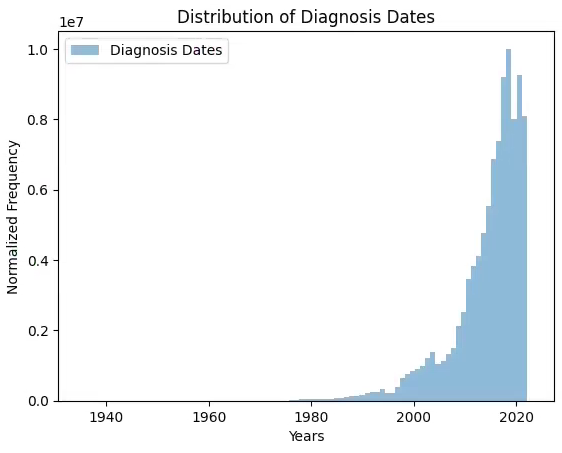 Distribution of Diagnosis Dates
1e7
Diagnosis Dates
1.0
0.8
0.6
0.4
0.2
0.0
Normalized Frequency
1940 1960 1980 2000 2020
Years